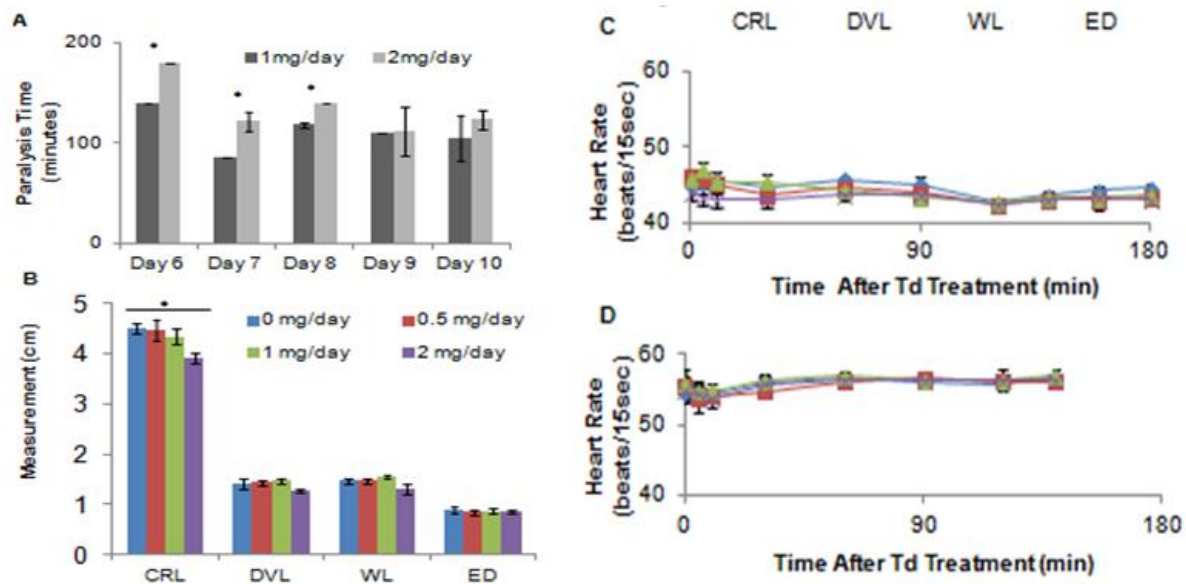 A
200
100
0
Paralysis Time
(minutes)
*
*
*
1mg/day 2mg/day
Day 6 Day 7 Day 8 Day 9 Day 10
B
5
4
3
2
1
0
Measurement (cm)
*
0 mg/day 0.5 mg/day
1 mg/day 2 mg/day
CRL DVL WL ED
C
CRL DVL WL ED
60
50
40
Heart Rate
(beats/15sec)
0 90 180
Time After Td Treatment (min)
D
60
50
40
Heart Rate
(beats/15sec)
0 90 180
Time After Td Treatment (min)